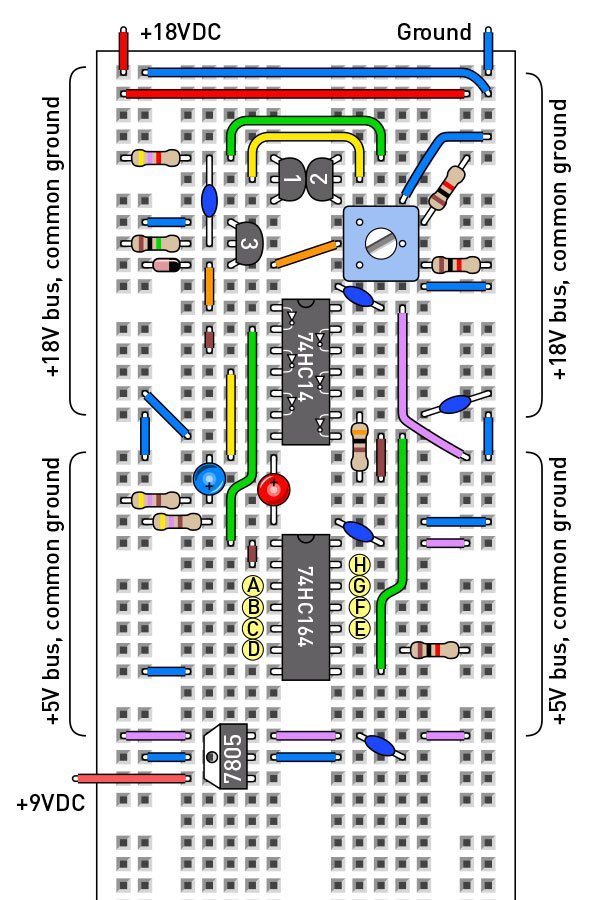 +18V bus, common ground
+5V bus, common ground
Ground
H G F E
2
1
74HC14
74HC164
3
A B C D
7805
+18VDC
+18V bus, common ground
+5V bus, common ground
+9VDC